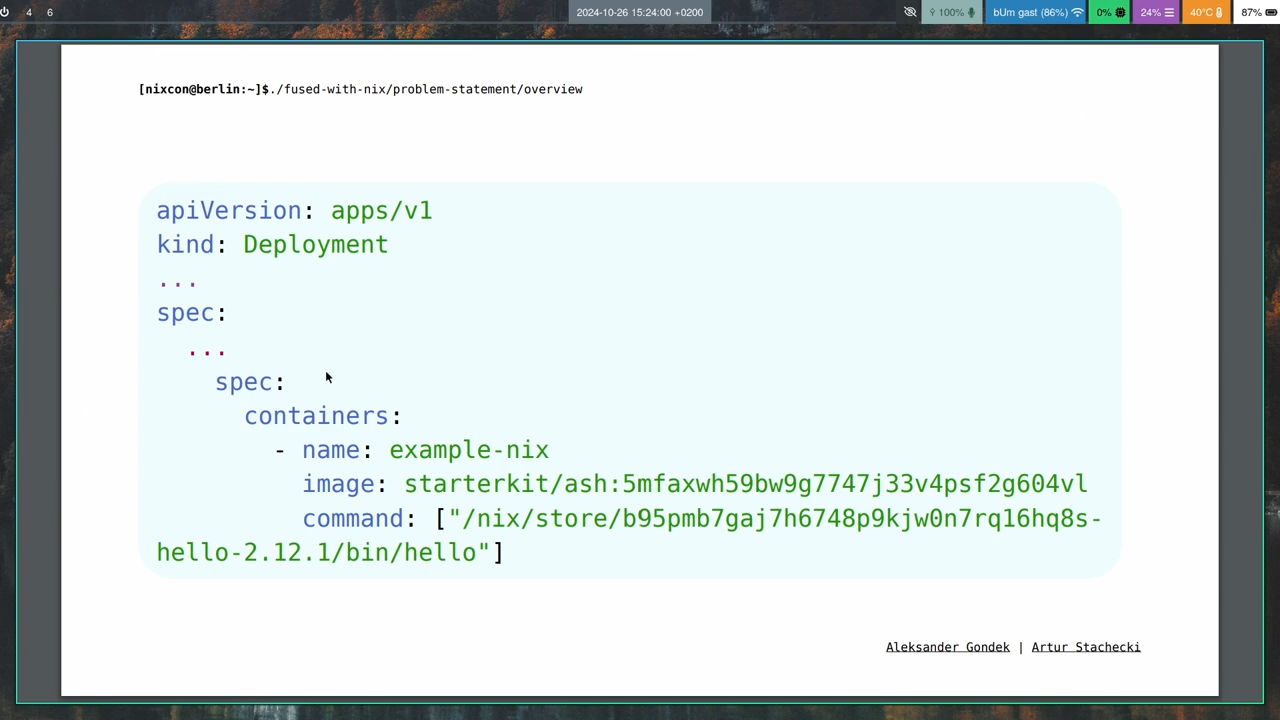 4 6 2024-10-26 15:24:00 +0200 100% bUm gast (86%) 0% 24% 40°C 87%
[nixcon@berlin:~]$./fused-with-nix/problem-statement/overview
apiVersion: apps/v1
kind: Deployment
...
spec:
  ...
    spec:
      containers:
        - name: example-nix
          image: starterkit/ash:5mfaxwh59bw9g7747j33v4psf2g604vl
          command: ["/nix/store/b95pmb7gaj7h6748p9kjw0n7rq16hq8s-
hello-2.12.1/bin/hello"]
Aleksander Gondek | Artur Stachecki